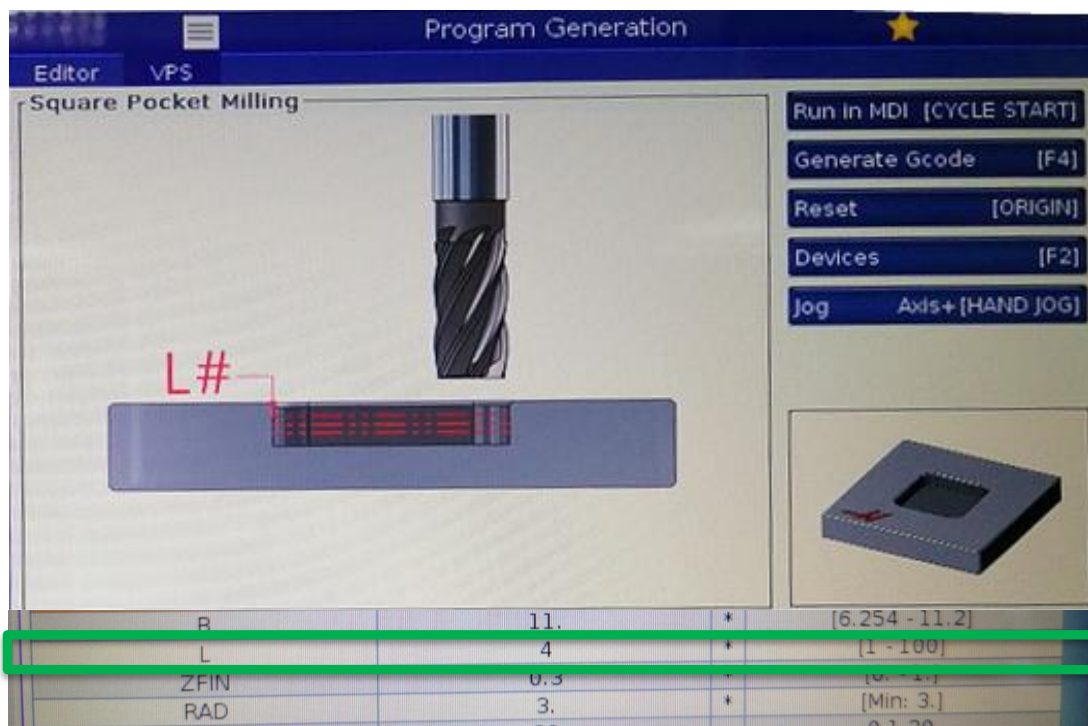 Program Generation
Editor VPS
Square Pocket Milling
Run in MDI [CYCLE START]
Generate Gcode [F4]
Reset [ORIGIN]
Devices [F2]
Jog Axis+[HAND JOG]
L#
R 11. * [6.254 - 11.2]
L 4 * [1 - 100]
ZFIN 0.3 * [0. - 1.]
RAD 3. * [Min: 3.]